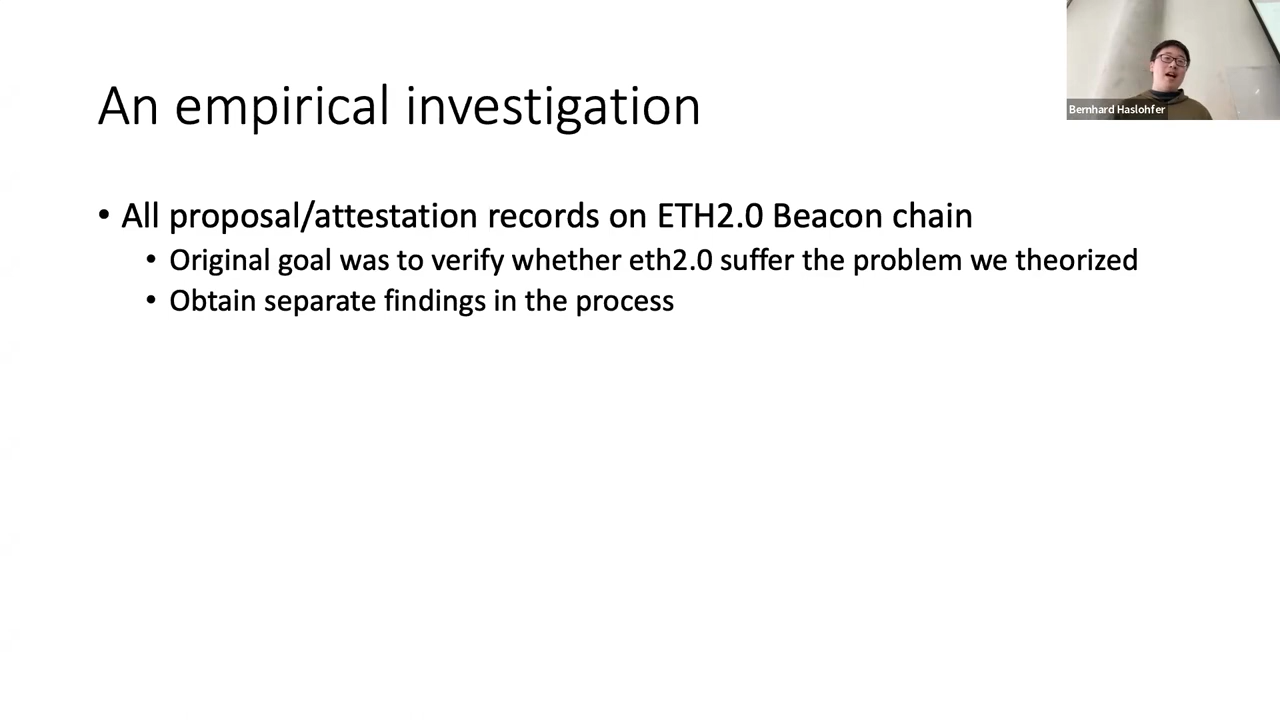 An empirical investigation
Bernhard Haslohfer
• All proposal/attestation records on ETH2.0 Beacon chain
• Original goal was to verify whether eth2.0 suffer the problem we theorized
• Obtain separate findings in the process